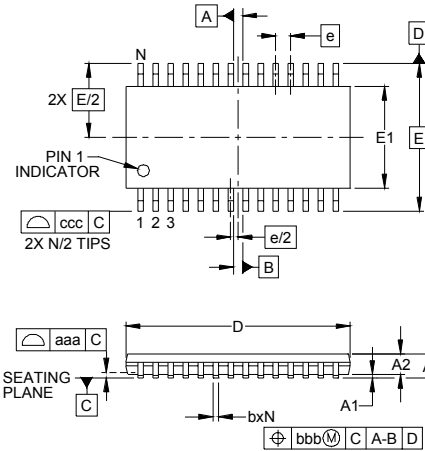 A
e
D
N
2X E/2
E1
E
PIN 1
INDICATOR
ccc C
1 2 3
2X N/2 TIPS
e/2
B
D
aaa C
A2
A
SEATING
PLANE
C
A1
bxN
bbb Ⓜ C A-B D